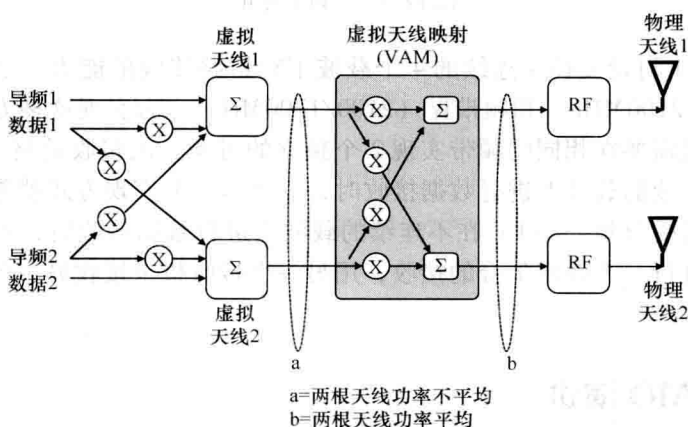 虚拟
天线1
虚拟天线映射
(VAM)
物理
天线1
导频1
数据1
Σ
X
X
X
X
Σ
X
X
RF
导频2
数据2
X
Σ
X
Σ
RF
虚拟
天线2
物理
天线2
a
b
a=两根天线功率不平均
b=两根天线功率平均